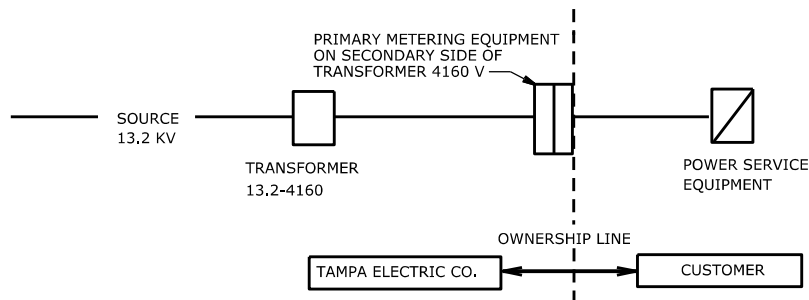 PRIMARY METERING EQUIPMENT
ON SECONDARY SIDE OF
TRANSFORMER 4160 V
SOURCE
13.2 KV
TRANSFORMER
13.2-4160
POWER SERVICE
EQUIPMENT
OWNERSHIP LINE
TAMPA ELECTRIC CO.
CUSTOMER